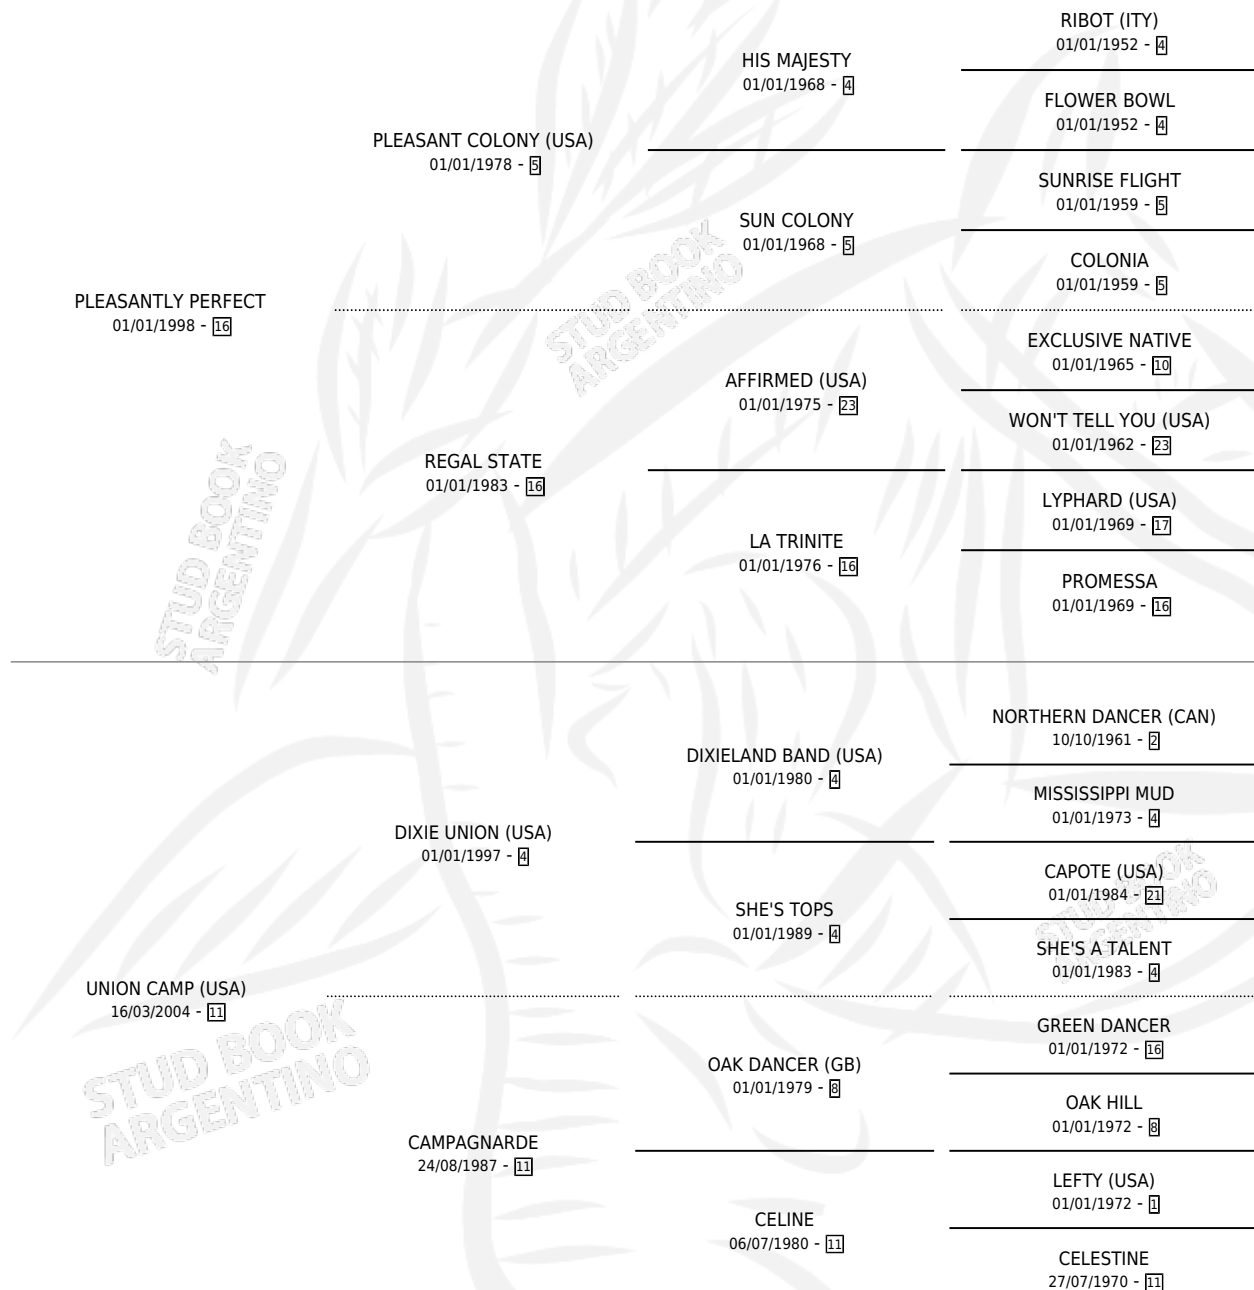 RIBOT (ITY)
01/01/1952 - 4
HIS MAJESTY
01/01/1968 - 4
FLOWER BOWL
01/01/1952 - 4
PLEASANT COLONY (USA)
01/01/1978 - 5
SUNRISE FLIGHT
01/01/1959 - 5
SUN COLONY
01/01/1968 - 5
COLONIA
01/01/1959 - 5
PLEASANTLY PERFECT
01/01/1998 - 16
STUD BOOK
ARGENTINO
EXCLUSIVE NATIVE
01/01/1965 - 10
AFFIRMED (USA)
01/01/1975 - 23
WON'T TELL YOU (USA)
01/01/1962 - 23
REGAL STATE
01/01/1983 - 16
LYPHARD (USA)
01/01/1969 - 17
LA TRINITE
01/01/1976 - 16
PROMESSA
01/01/1969 - 16
STUD BOOK
ARGENTINO
NORTHERN DANCER (CAN)
10/10/1961 - 2
DIXIELAND BAND (USA)
01/01/1980 - 4
MISSISSIPPI MUD
01/01/1973 - 4
DIXIE UNION (USA)
01/01/1997 - 4
CAPOTE (USA)
01/01/1984 - 21
SHE'S TOPS
01/01/1989 - 4
STUD BOOK
ARGENTINO
SHE'S A TALENT
01/01/1983 - 4
UNION CAMP (USA)
16/03/2004 - 11
STUD BOOK
ARGENTINO
GREEN DANCER
01/01/1972 - 16
OAK DANCER (GB)
01/01/1979 - 8
OAK HILL
01/01/1972 - 8
CAMPAGNARDE
24/08/1987 - 11
LEFTY (USA)
01/01/1972 - 1
CELINE
06/07/1980 - 11
CELESTINE
27/07/1970 - 11